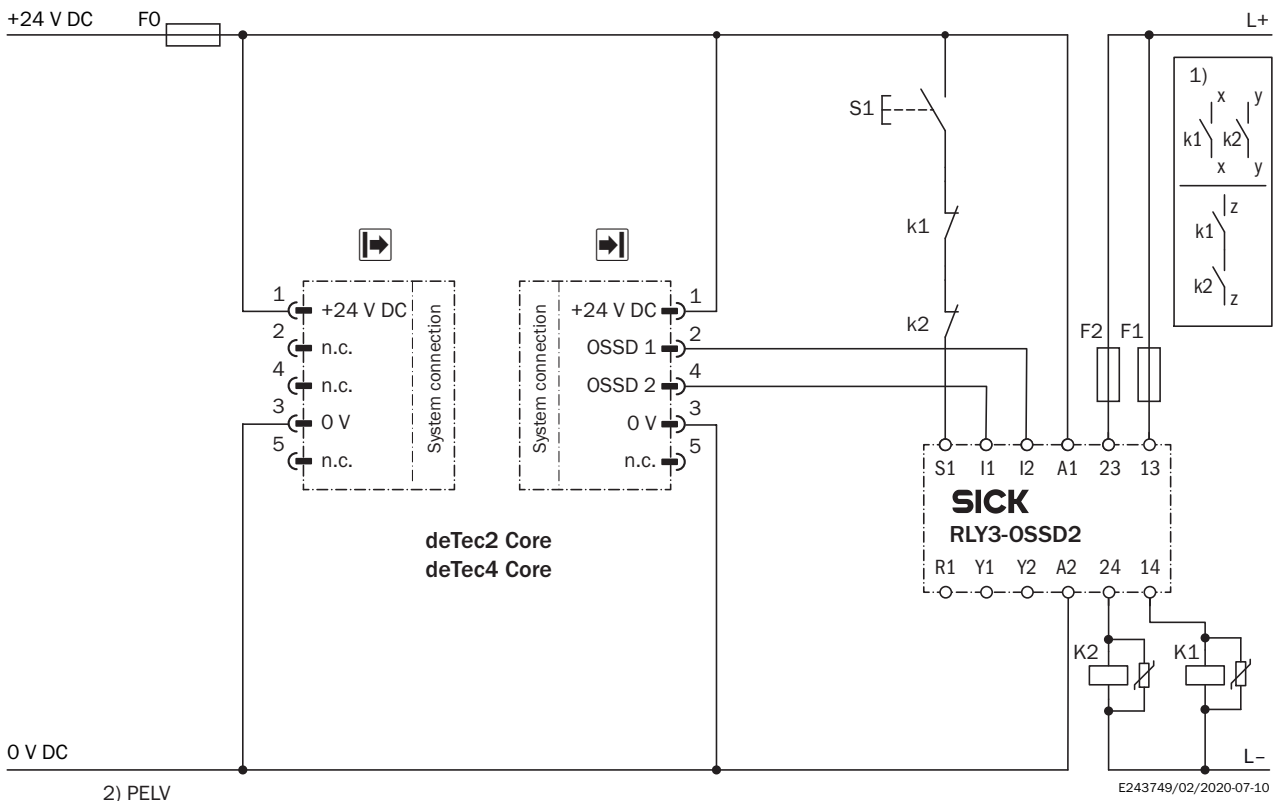 +24 V DC
F0
L+
1)
x
y
k1
k2
x
y
z
k1
k2
z
S1
k1
k2
F2
F1
1
+24 V DC
2
n.c.
4
n.c.
3
0 V
5
n.c.
System connection
System connection
+24 V DC
1
OSSD 1
2
OSSD 2
4
0 V
3
n.c.
5
deTec2 Core
deTec4 Core
S1 I1 I2 A1 23 13
SICK
RLY3-OSSD2
R1 Y1 Y2 A2 24 14
K2
K1
0 V DC
L–
2) PELV
E243749/02/2020-07-10